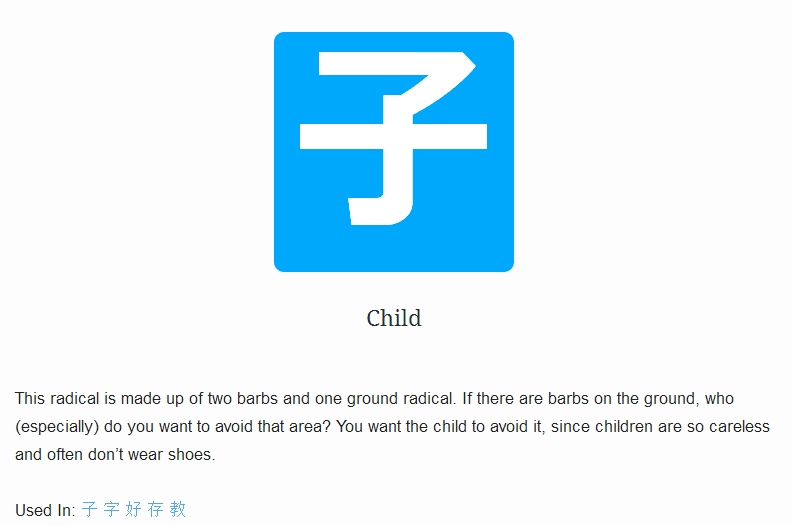 子
Child
This radical is made up of two barbs and one ground radical. If there are barbs on the ground, who
(especially) do you want to avoid that area? You want the child to avoid it, since children are so careless
and often don’t wear shoes.
Used In: 子 字 好 存 教